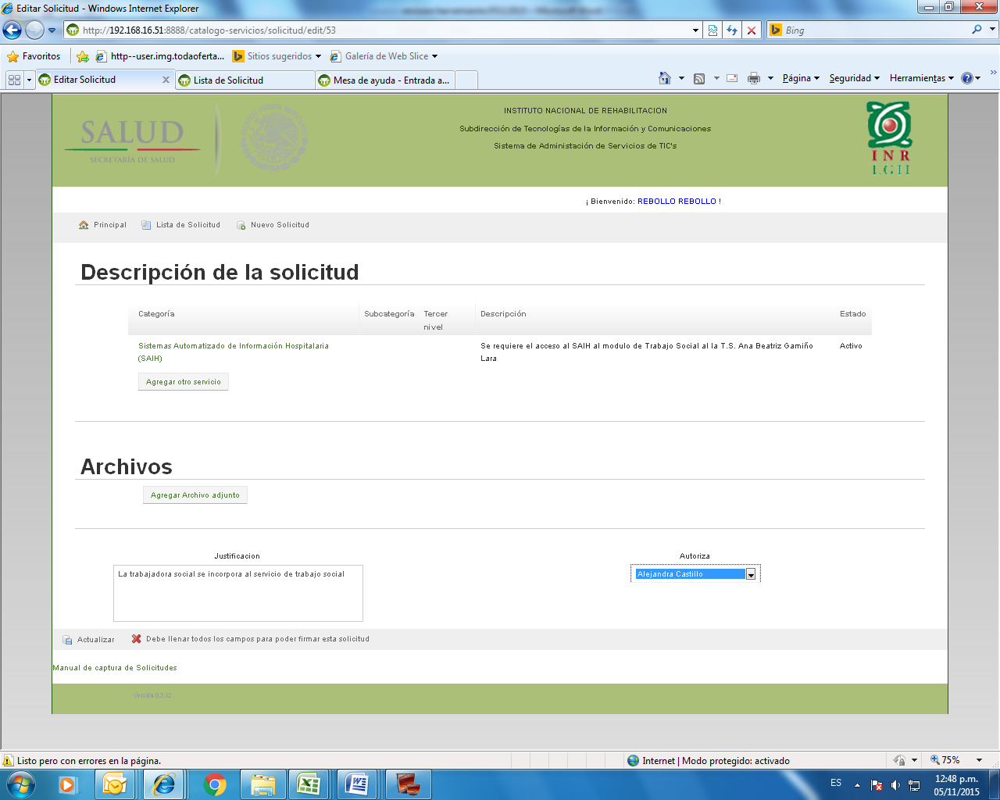 Editar Solicitud - Windows Internet Explorer
http://192.168.16.51:8888/catalogo-servicios/solicitud/edit/53
Bing
Favoritos
http--user.img.todaoferta...
Sitios sugeridos
Galería de Web Slice
Editar Solicitud
Lista de Solicitud
Mesa de ayuda - Entrada a...
Página
Seguridad
Herramientas
SALUD
SECRETARÍA DE SALUD
INSTITUTO NACIONAL DE REHABILITACION
Subdirección de Tecnologías de la Información y Comunicaciones
Sistema de Administación de Servicios de TIC's
INR
LGII
¡ Bienvenido: REBOLLO REBOLLO !
Principal
Lista de Solicitud
Nuevo Solicitud
Descripción de la solicitud
Categoría
Subcategoría
Tercer nivel
Descripción
Estado
Sistemas Automatizado de Información Hospitalaria
(SAIH)
Se requiere el acceso al SAIH al modulo de Trabajo Social al la T.S. Ana Beatriz Gamiño
Lara
Activo
Agregar otro servicio
Archivos
Agregar Archivo adjunto
Justificacion
Autoriza
La trabajadora social se incorpora al servicio de trabajo social
Alejandra Castillo
Actualizar
Debe llenar todos los campos para poder firmar esta solicitud
Manual de captura de Solicitudes
Versión 0.3.12
Listo pero con errores en la página.
Internet | Modo protegido: activado
75%
ES
12:48 p.m.
05/11/2015